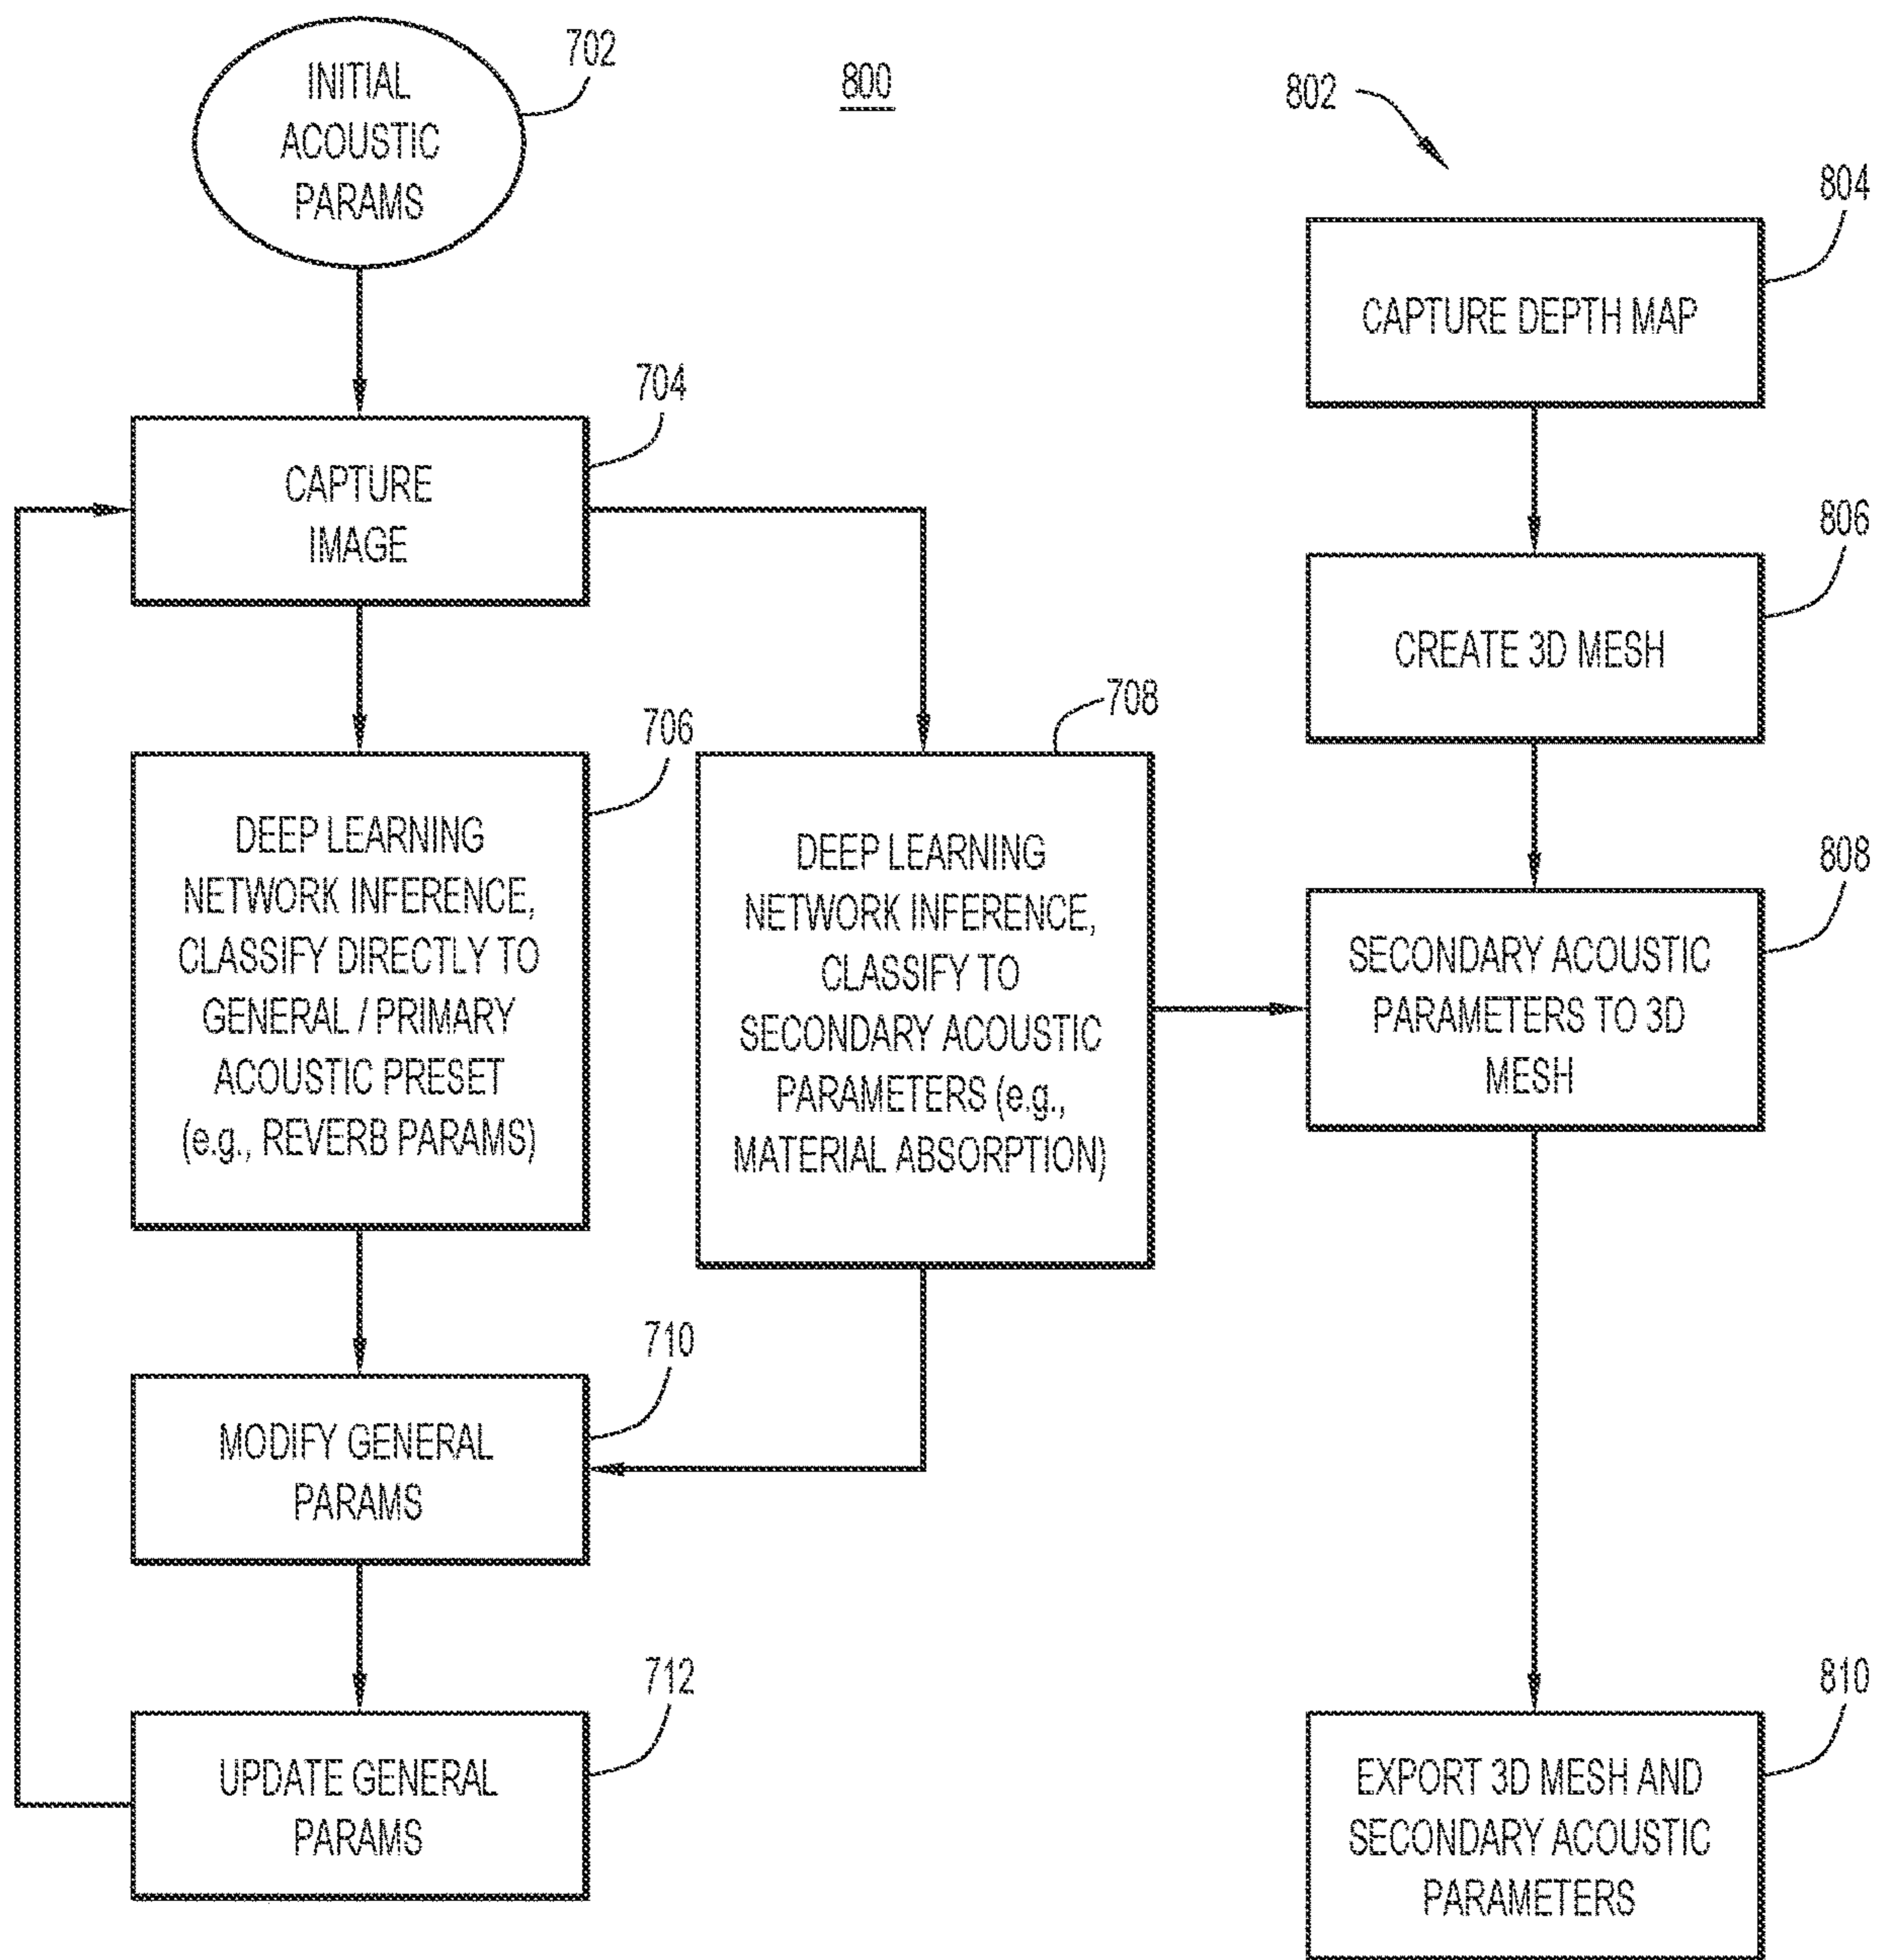 702
INITIAL
ACOUSTIC
PARAMS
800
802
804
CAPTURE DEPTH MAP
704
CAPTURE
IMAGE
806
CREATE 3D MESH
706
DEEP LEARNING
NETWORK INFERENCE,
CLASSIFY DIRECTLY TO
GENERAL / PRIMARY
ACOUSTIC PRESET
(e.g., REVERB PARAMS)
708
DEEP LEARNING
NETWORK INFERENCE,
CLASSIFY TO
SECONDARY ACOUSTIC
PARAMETERS (e.g.,
MATERIAL ABSORPTION)
808
SECONDARY ACOUSTIC
PARAMETERS TO 3D
MESH
710
MODIFY GENERAL
PARAMS
712
UPDATE GENERAL
PARAMS
810
EXPORT 3D MESH AND
SECONDARY ACOUSTIC
PARAMETERS